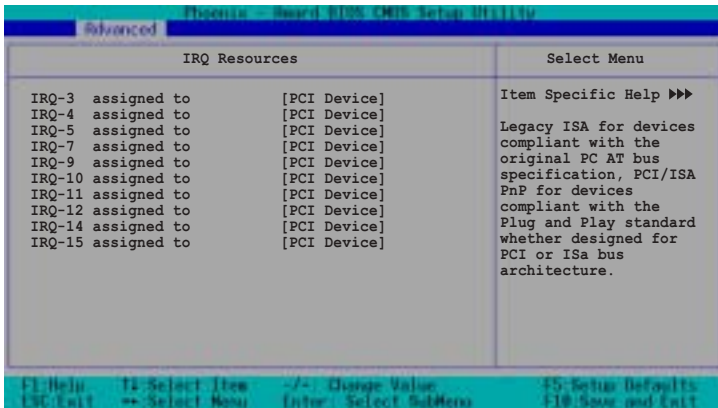 Phoenix - Award BIOS CMOS Setup Utility
Advanced
IRQ Resources
Select Menu
IRQ-3 assigned to [PCI Device]
IRQ-4 assigned to [PCI Device]
IRQ-5 assigned to [PCI Device]
IRQ-7 assigned to [PCI Device]
IRQ-9 assigned to [PCI Device]
IRQ-10 assigned to [PCI Device]
IRQ-11 assigned to [PCI Device]
IRQ-12 assigned to [PCI Device]
IRQ-14 assigned to [PCI Device]
IRQ-15 assigned to [PCI Device]
Item Specific Help ▶▶▶
Legacy ISA for devices
compliant with the
original PC AT bus
specification, PCI/ISA
PnP for devices
compliant with the
Plug and Play standard
whether designed for
PCI or ISa bus
architecture.
F1:Help ↑↓:Select Item -/+: Change Value F5:Setup Defaults
ESC:Exit ↔:Select Menu Enter: Select SubMenu F10:Save and Exit